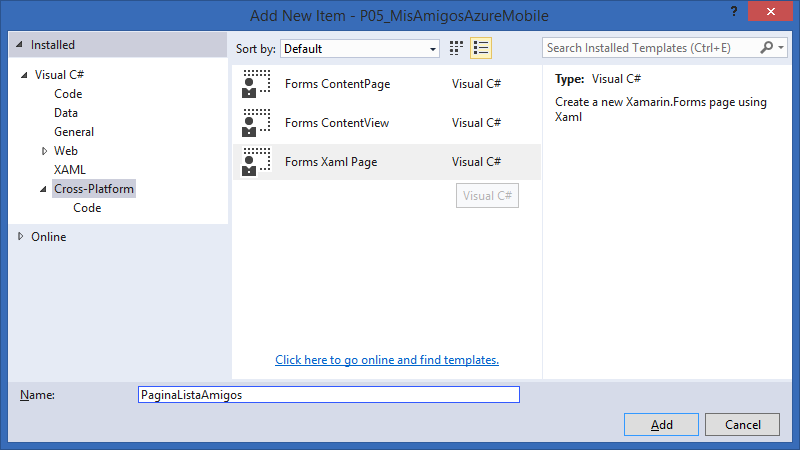 Add New Item - P05_MisAmigosAzureMobile
?
Installed
Sort by: Default
Search Installed Templates (Ctrl+E)
Visual C#
Code
Data
General
Web
XAML
Cross-Platform
Code
Online
Forms ContentPage Visual C#
Forms ContentView Visual C#
Forms Xaml Page Visual C#
Visual C#
Click here to go online and find templates.
Type: Visual C#
Create a new Xamarin.Forms page using
Xaml
Name: PaginaListaAmigos
Add Cancel